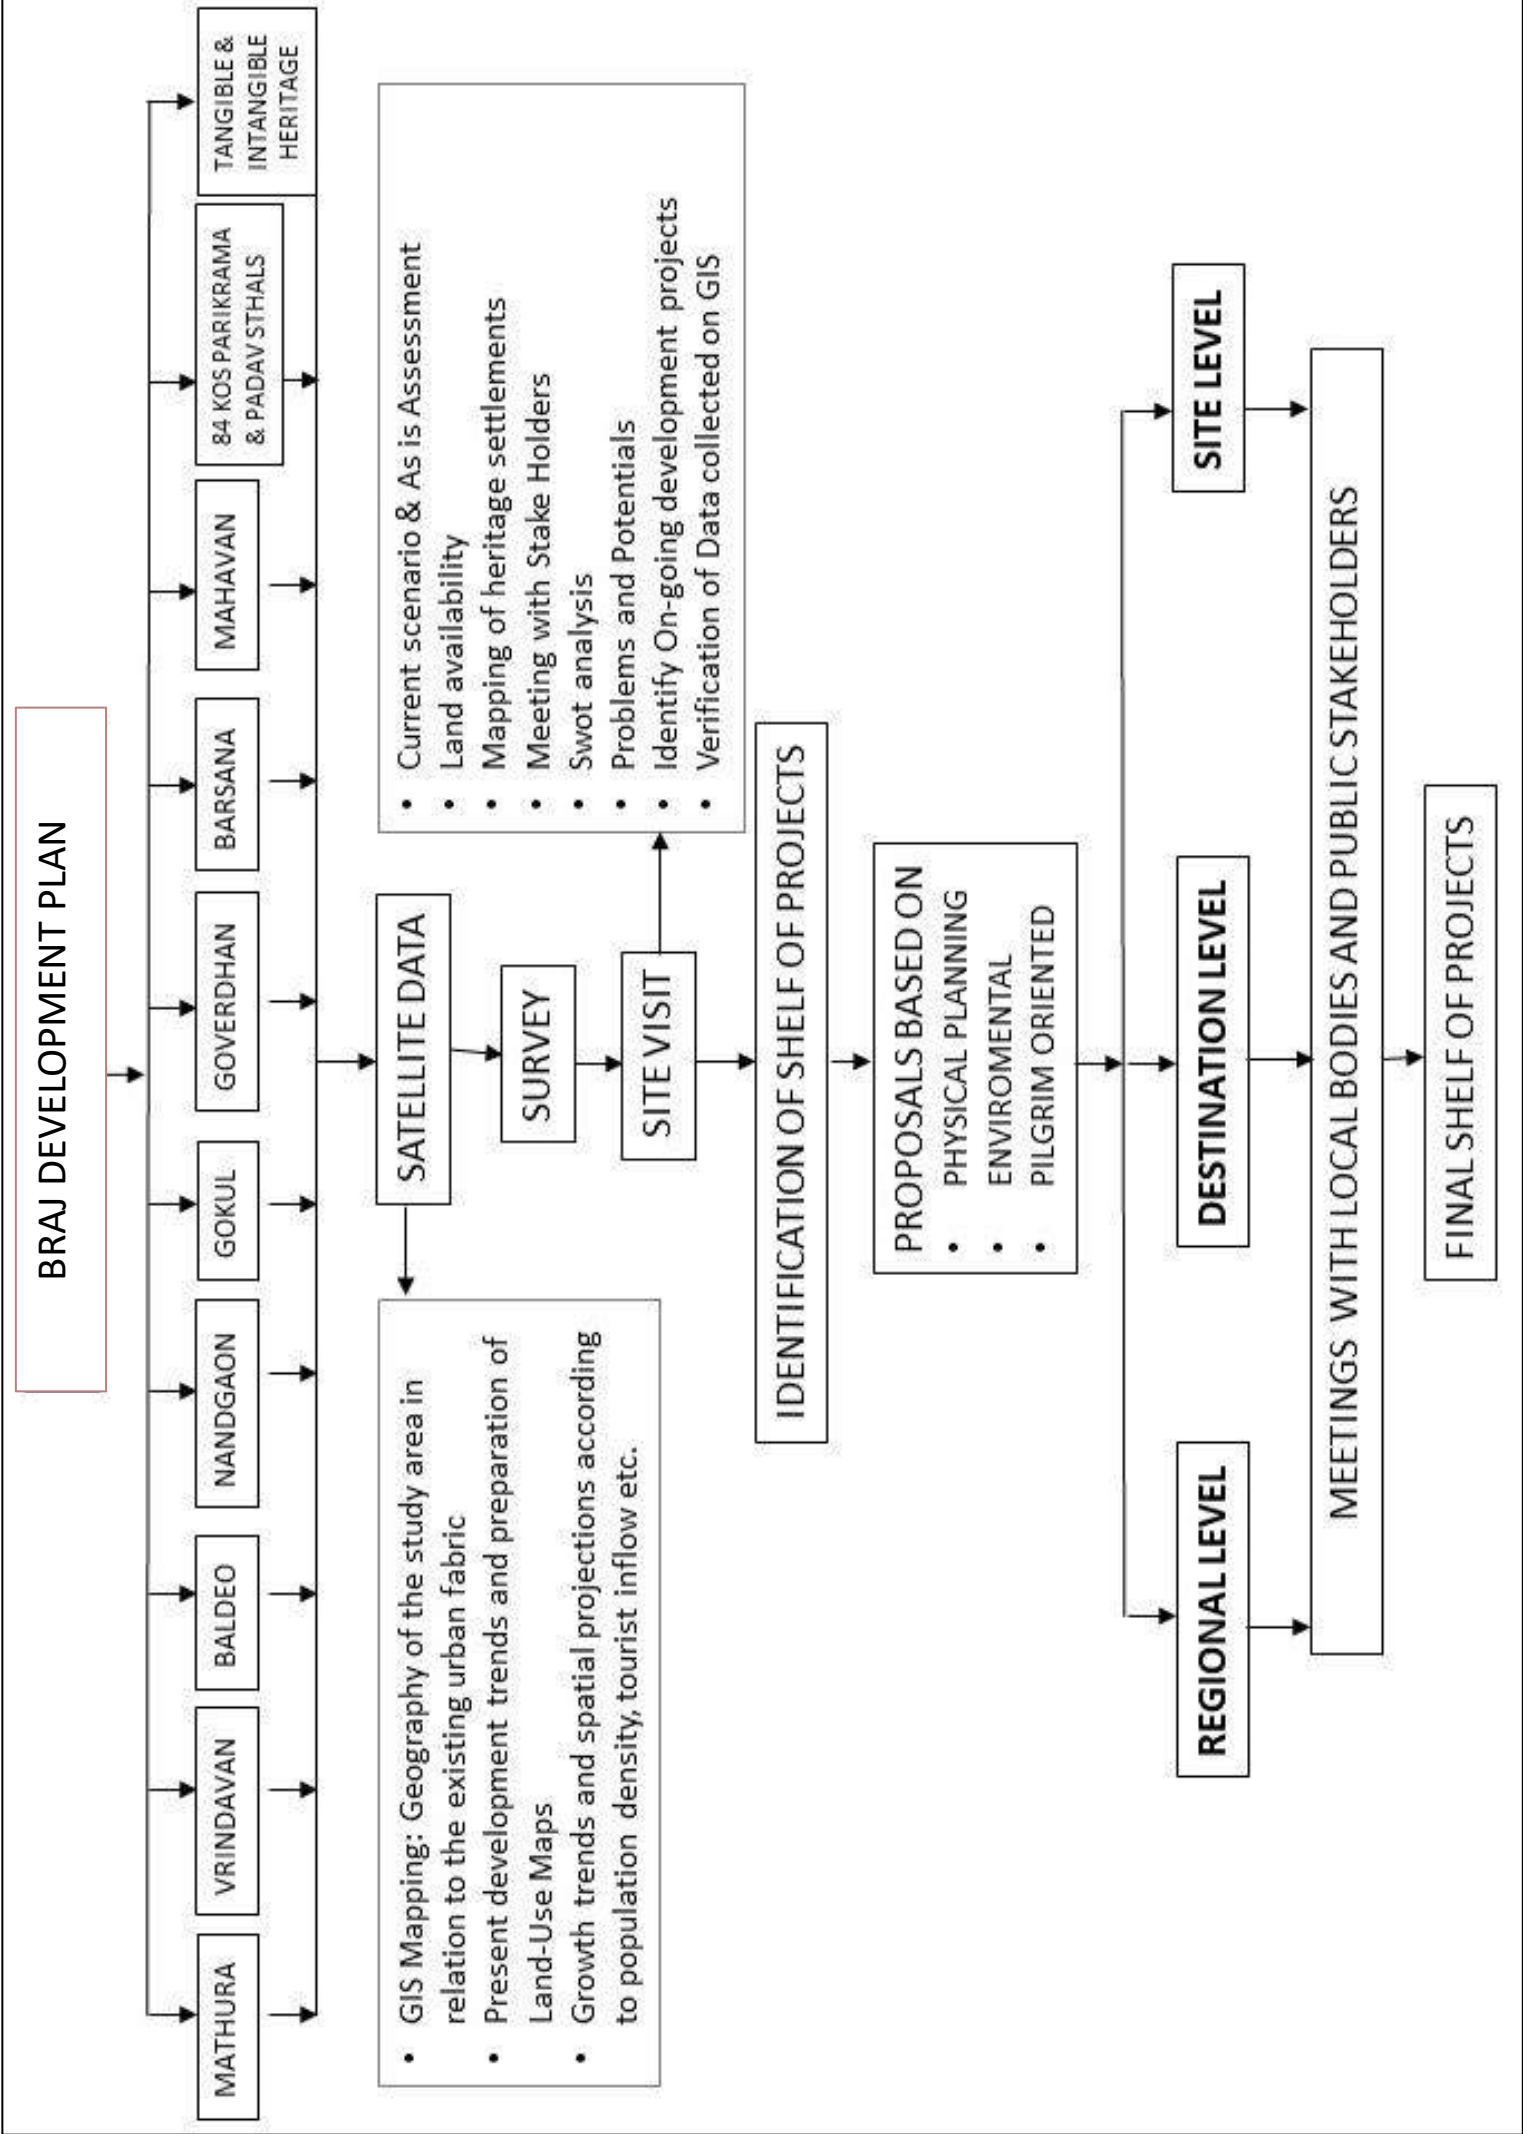 BRAJ DEVELOPMENT PLAN
MATHURA
VRINDAVAN
BALDEO
NANDGAON
GOKUL
GOVERDHAN
BARSANA
MAHAVAN
84 KOS PARIKRAMA
& PADAV STHALS
TANGIBLE &
INTANGIBLE
HERITAGE
• GIS Mapping: Geography of the study area in
relation to the existing urban fabric
• Present development trends and preparation of
Land-Use Maps
• Growth trends and spatial projections according
to population density, tourist inflow etc.
SATELLITE DATA
SURVEY
SITE VISIT
• Current scenario & As is Assessment
• Land availability
• Mapping of heritage settlements
• Meeting with Stake Holders
• Swot analysis
• Problems and Potentials
• Identify On-going development projects
• Verification of Data collected on GIS
IDENTIFICATION OF SHELF OF PROJECTS
PROPOSALS BASED ON
• PHYSICAL PLANNING
• ENVIROMENTAL
• PILGRIM ORIENTED
REGIONAL LEVEL
DESTINATION LEVEL
SITE LEVEL
MEETINGS WITH LOCAL BODIES AND PUBLIC STAKEHOLDERS
FINAL SHELF OF PROJECTS